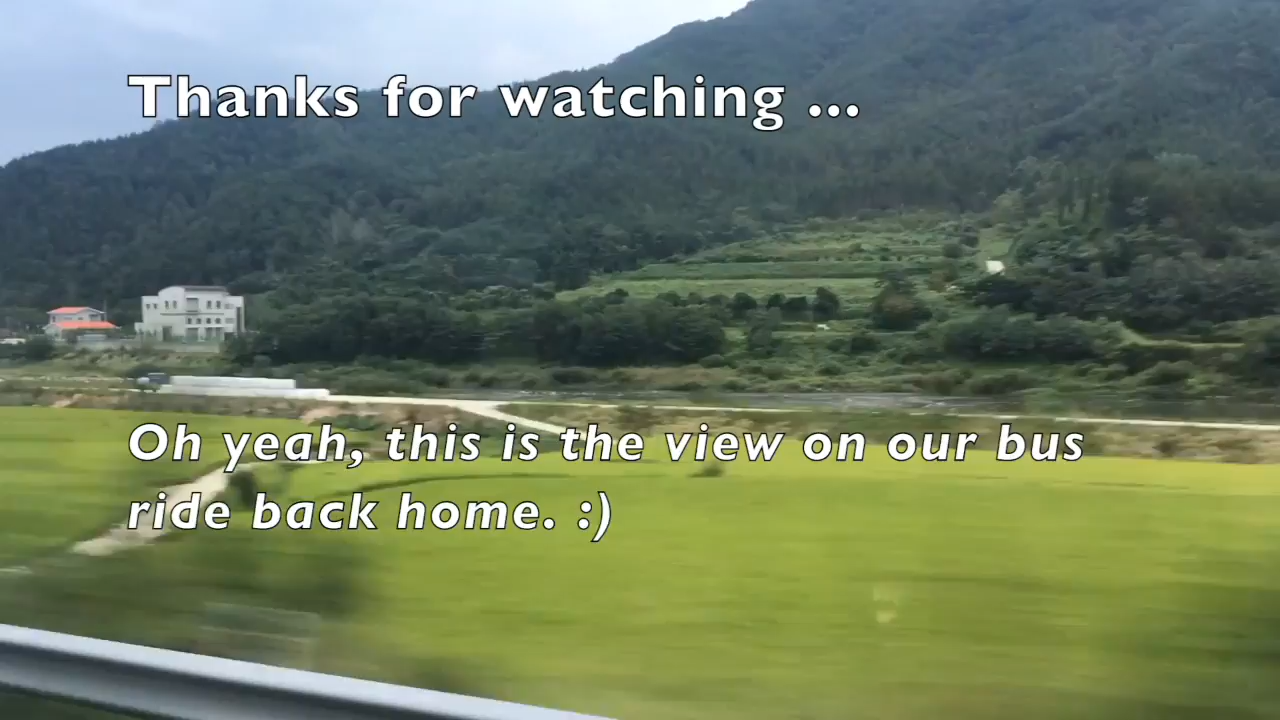 Thanks for watching ...
Oh yeah, this is the view on our bus
ride back home. :)